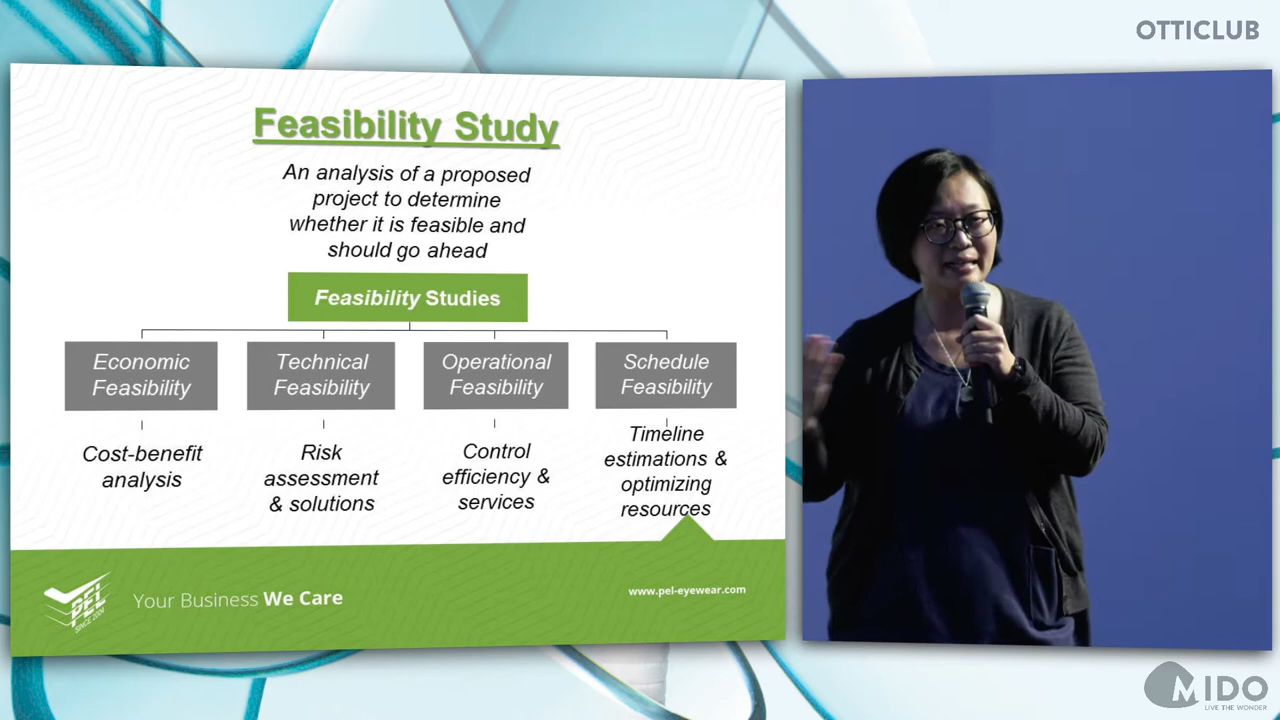 OTTICLUB
Feasibility Study
An analysis of a proposed
project to determine
whether it is feasible and
should go ahead
Feasibility Studies
Economic
Feasibility
Technical
Feasibility
Operational
Feasibility
Schedule
Feasibility
Cost-benefit
analysis
Risk
assessment
& solutions
Control
efficiency &
services
Timeline
estimations &
optimizing
resources
PEL
SINCE 2004
Your Business We Care
www.pel-eyewear.com
MIDO
LIVE THE WONDER